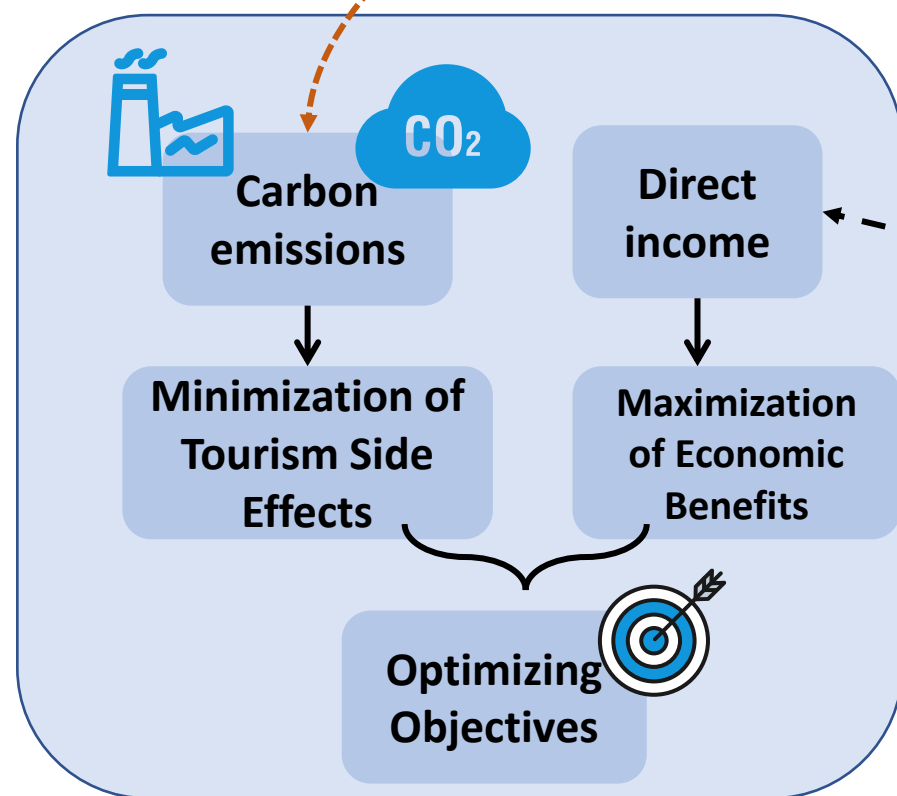 CO₂
Carbon
emissions
Direct
income
Minimization of
Tourism Side
Effects
Maximization
of Economic
Benefits
Optimizing
Objectives